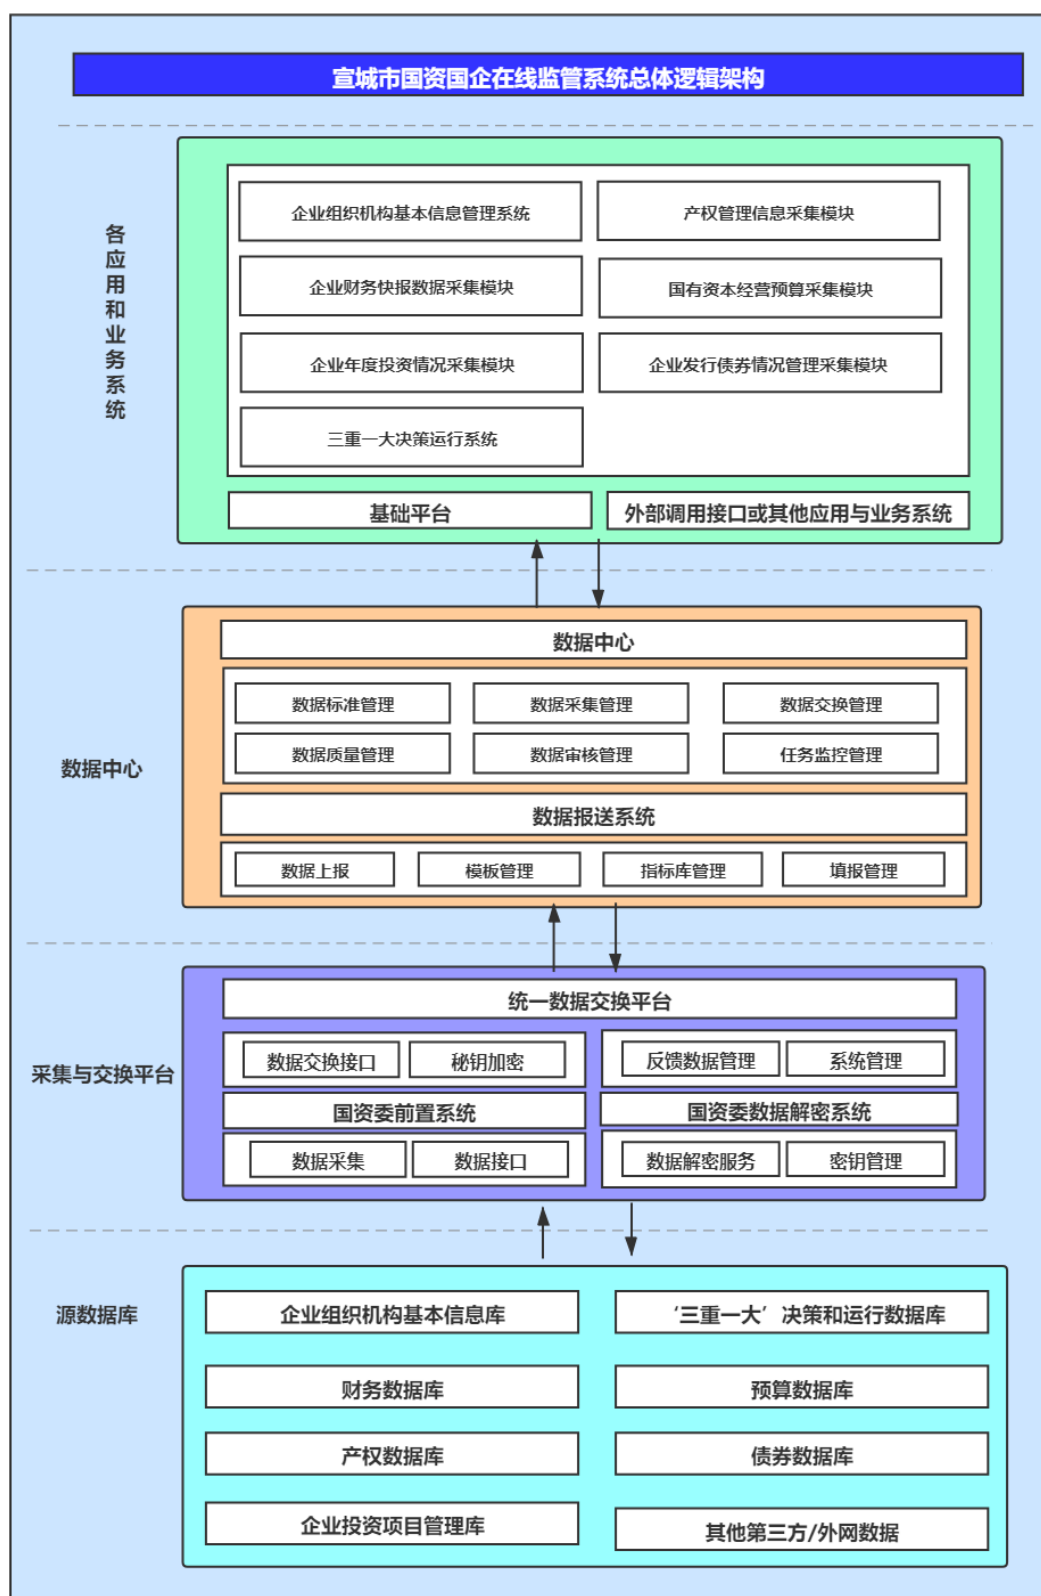 宣城市国资国企在线监管系统总体逻辑架构
各应用和业务系统
企业组织机构基本信息管理系统
产权管理信息采集模块
企业财务快报数据采集模块
国有资本经营预算采集模块
企业年度投资情况采集模块
企业发行债券情况管理采集模块
三重一大决策运行系统
基础平台
外部调用接口或其他应用与业务系统
数据中心
数据中心
数据标准管理
数据采集管理
数据交换管理
数据质量管理
数据审核管理
任务监控管理
数据报送系统
数据上报
模板管理
指标库管理
填报管理
采集与交换平台
统一数据交换平台
数据交换接口
秘钥加密
反馈数据管理
系统管理
国资委前置系统
国资委数据解密系统
数据采集
数据接口
数据解密服务
密钥管理
源数据库
企业组织机构基本信息库
‘三重一大’决策和运行数据库
财务数据库
预算数据库
产权数据库
债券数据库
企业投资项目管理库
其他第三方/外网数据